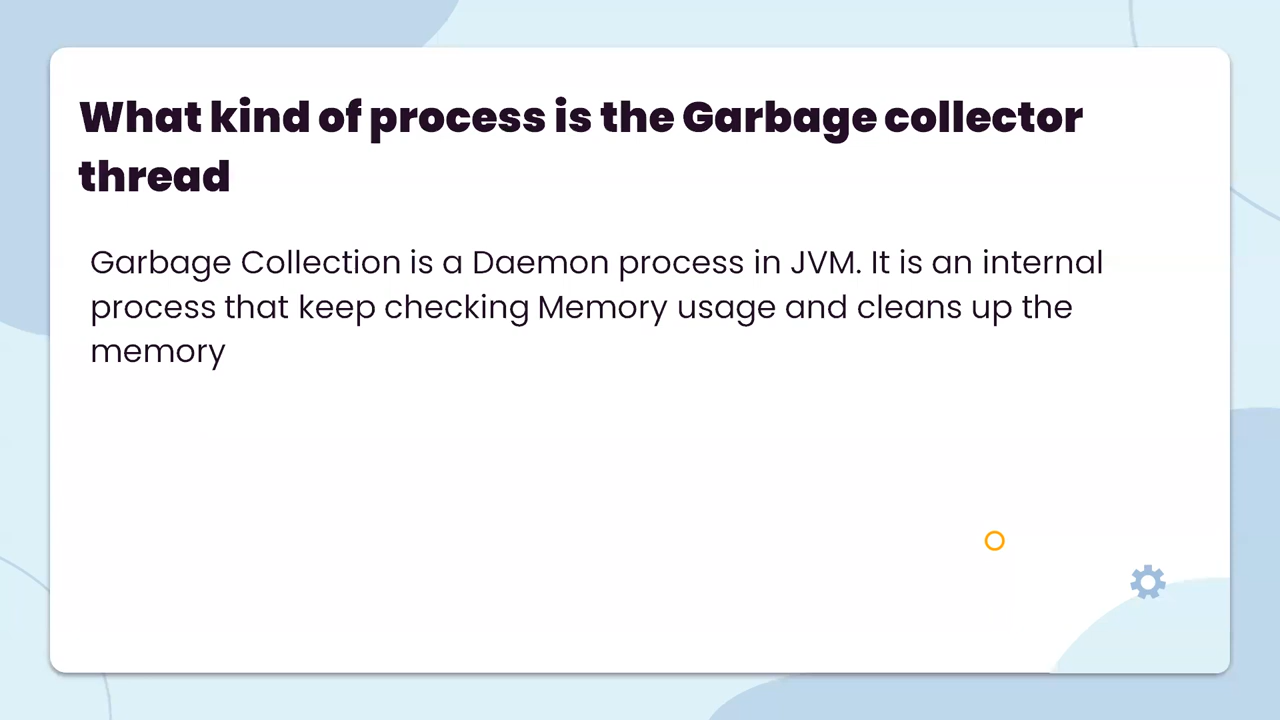 What kind of process is the Garbage collector
thread
Garbage Collection is a Daemon process in JVM. It is an internal
process that keep checking Memory usage and cleans up the
memory